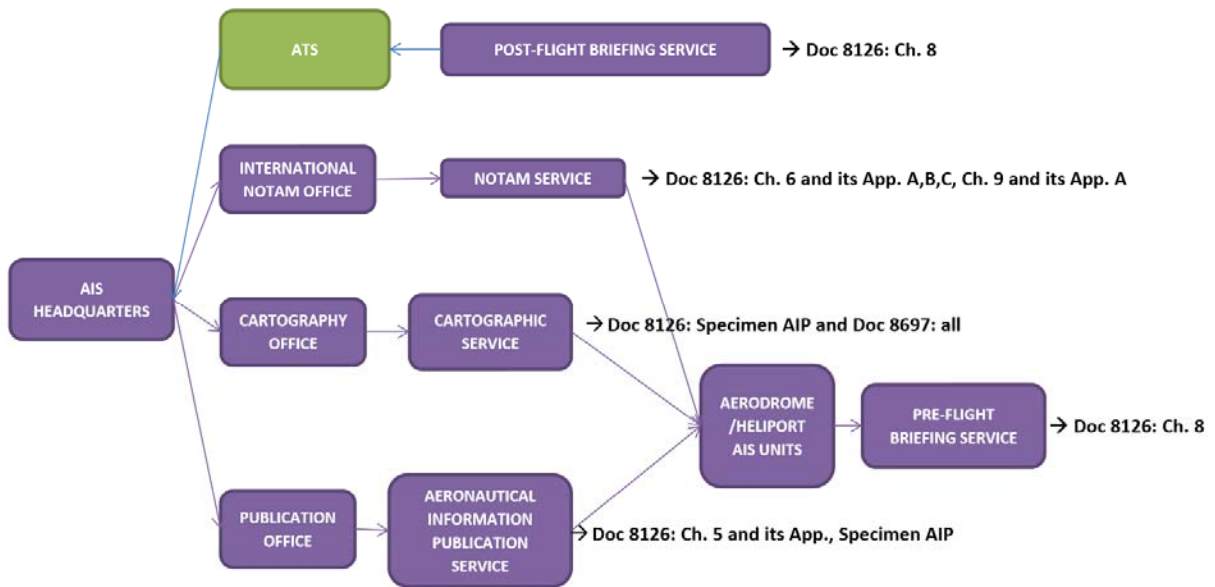 ATS
POST-FLIGHT BRIEFING SERVICE
→ Doc 8126: Ch. 8
INTERNATIONAL
NOTAM OFFICE
NOTAM SERVICE
→ Doc 8126: Ch. 6 and its App. A,B,C, Ch. 9 and its App. A
AIS
HEADQUARTERS
CARTOGRAPHY
OFFICE
CARTOGRAPHIC
SERVICE
→ Doc 8126: Specimen AIP and Doc 8697: all
AERODROME
/HELIPORT
AIS UNITS
PRE-FLIGHT
BRIEFING SERVICE
→ Doc 8126: Ch. 8
PUBLICATION
OFFICE
AERONAUTICAL
INFORMATION
PUBLICATION
SERVICE
→ Doc 8126: Ch. 5 and its App., Specimen AIP